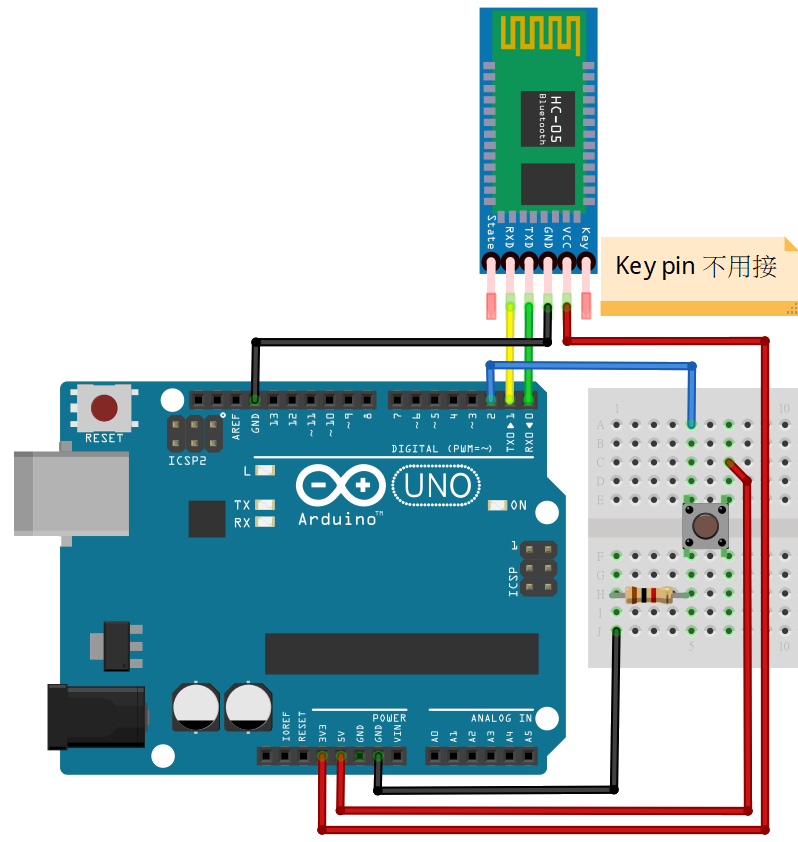 HC-05
Bluetooth
State
RXD
TXD
GND
VCC
Key
Key pin 不用接
RESET
ICSP2
AREF
GND
13
12
~11
~10
~9
8
7
~6
~5
4
~3
2
TX0▶1
RX0◀0
DIGITAL (PWM=~)
L
TX
RX
Arduino™
UNO
ON
1
ICSP
1
10
A
B
C
D
E
F
G
H
I
J
5
10
POWER
ANALOG IN
IOREF
RESET
3V3
5V
GND
GND
VIN
A0
A1
A2
A3
A4
A5